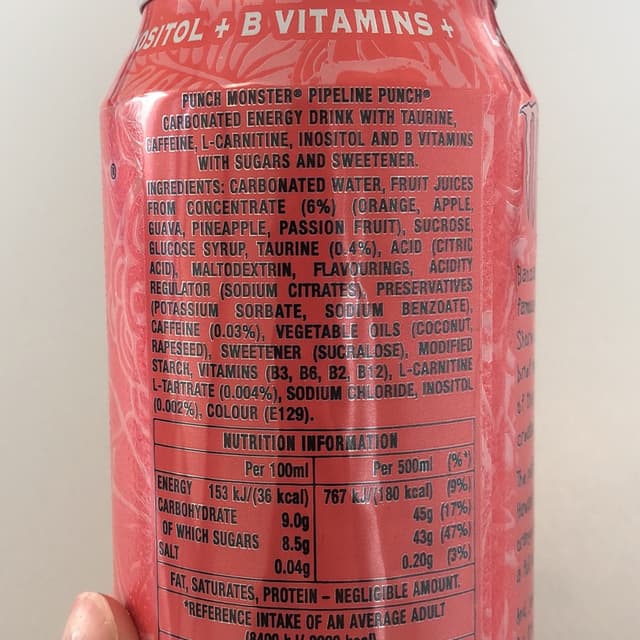 OSITOL + B VITAMINS +
PUNCH MONSTER® PIPELINE PUNCH®
CARBONATED ENERGY DRINK WITH TAURINE,
CAFFEINE, L-CARNITINE, INOSITOL AND B VITAMINS
WITH SUGARS AND SWEETENER.
INGREDIENTS: CARBONATED WATER, FRUIT JUICES
FROM CONCENTRATE (6%) (ORANGE, APPLE,
GUAVA, PINEAPPLE, PASSION FRUIT), SUCROSE,
GLUCOSE SYRUP, TAURINE (0.4%), ACID (CITRIC
ACID), MALTODEXTRIN, FLAVOURINGS, ACIDITY
REGULATOR (SODIUM CITRATES), PRESERVATIVES
(POTASSIUM SORBATE, SODIUM BENZOATE),
CAFFEINE (0.03%), VEGETABLE OILS (COCONUT,
RAPESEED), SWEETENER (SUCRALOSE), MODIFIED
STARCH, VITAMINS (B3, B6, B2, B12), L-CARNITINE
L-TARTRATE (0.004%), SODIUM CHLORIDE, INOSITOL
(0.002%), COLOUR (E129).
NUTRITION INFORMATION
Per 100ml Per 500ml (%*)
ENERGY 153 kJ/(36 kcal) 767 kJ/(180 kcal) (9%)
CARBOHYDRATE 9.0g 45g (17%)
OF WHICH SUGARS 8.5g 43g (47%)
SALT 0.04g 0.20g (3%)
FAT, SATURATES, PROTEIN – NEGLIGIBLE AMOUNT.
*REFERENCE INTAKE OF AN AVERAGE ADULT